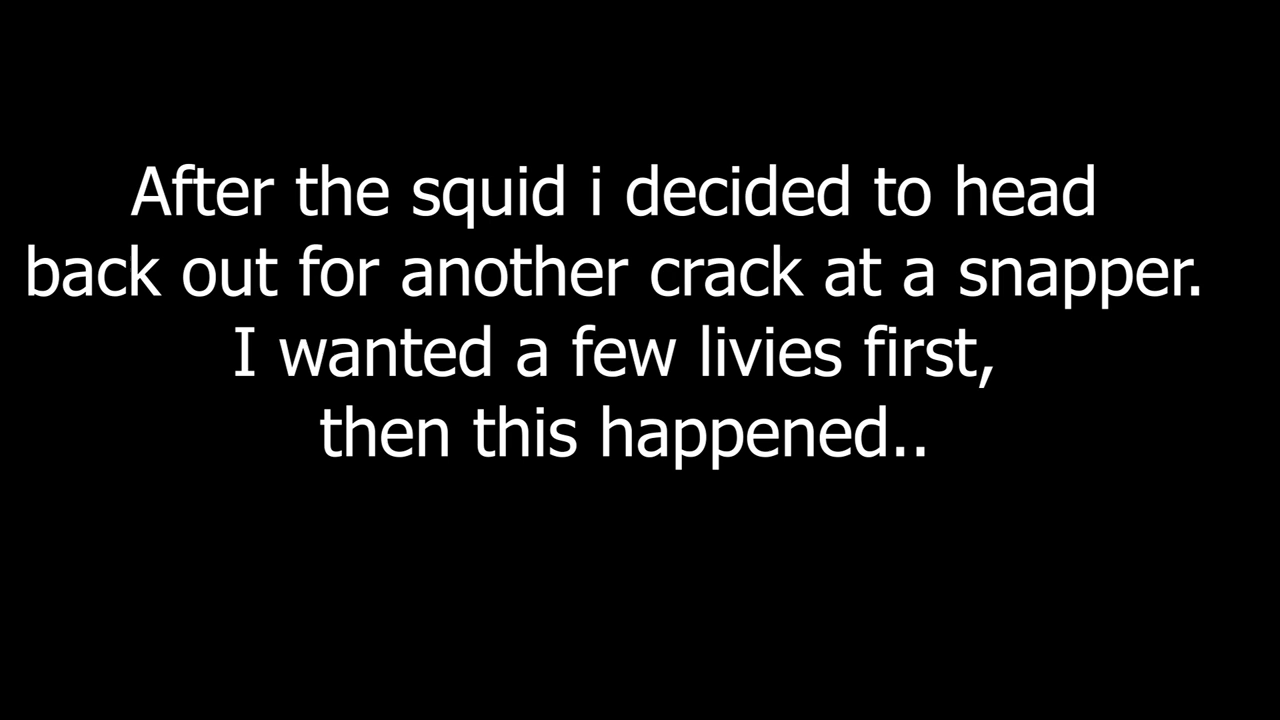 After the squid i decided to head
back out for another crack at a snapper.
I wanted a few livies first,
then this happened..